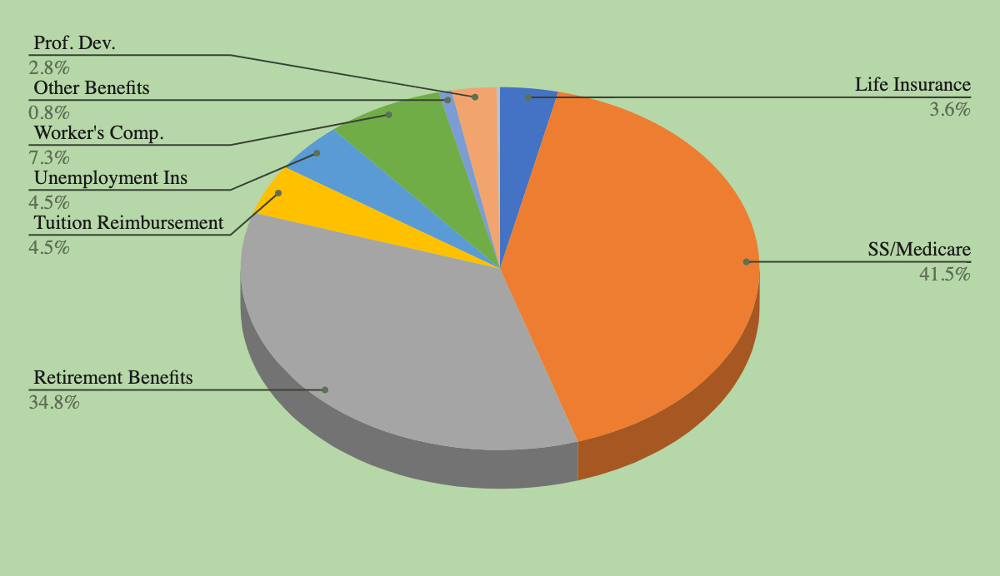 Prof. Dev.
2.8%
Other Benefits
0.8%
Worker's Comp.
7.3%
Unemployment Ins
4.5%
Tuition Reimbursement
4.5%
Retirement Benefits
34.8%
Life Insurance
3.6%
SS/Medicare
41.5%